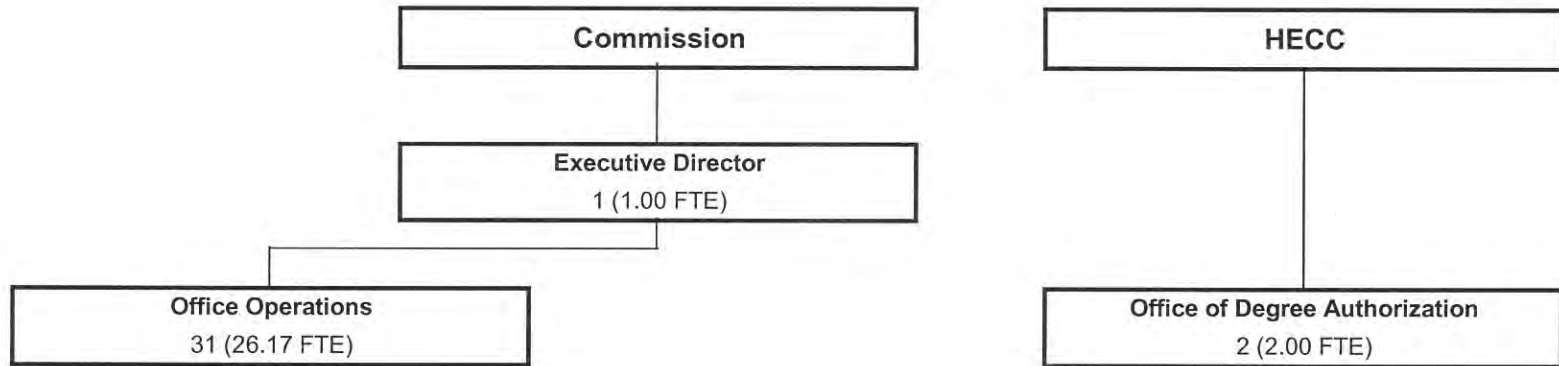 Commission
HECC
Executive Director
1 (1.00 FTE)
Office Operations
31 (26.17 FTE)
Office of Degree Authorization
2 (2.00 FTE)